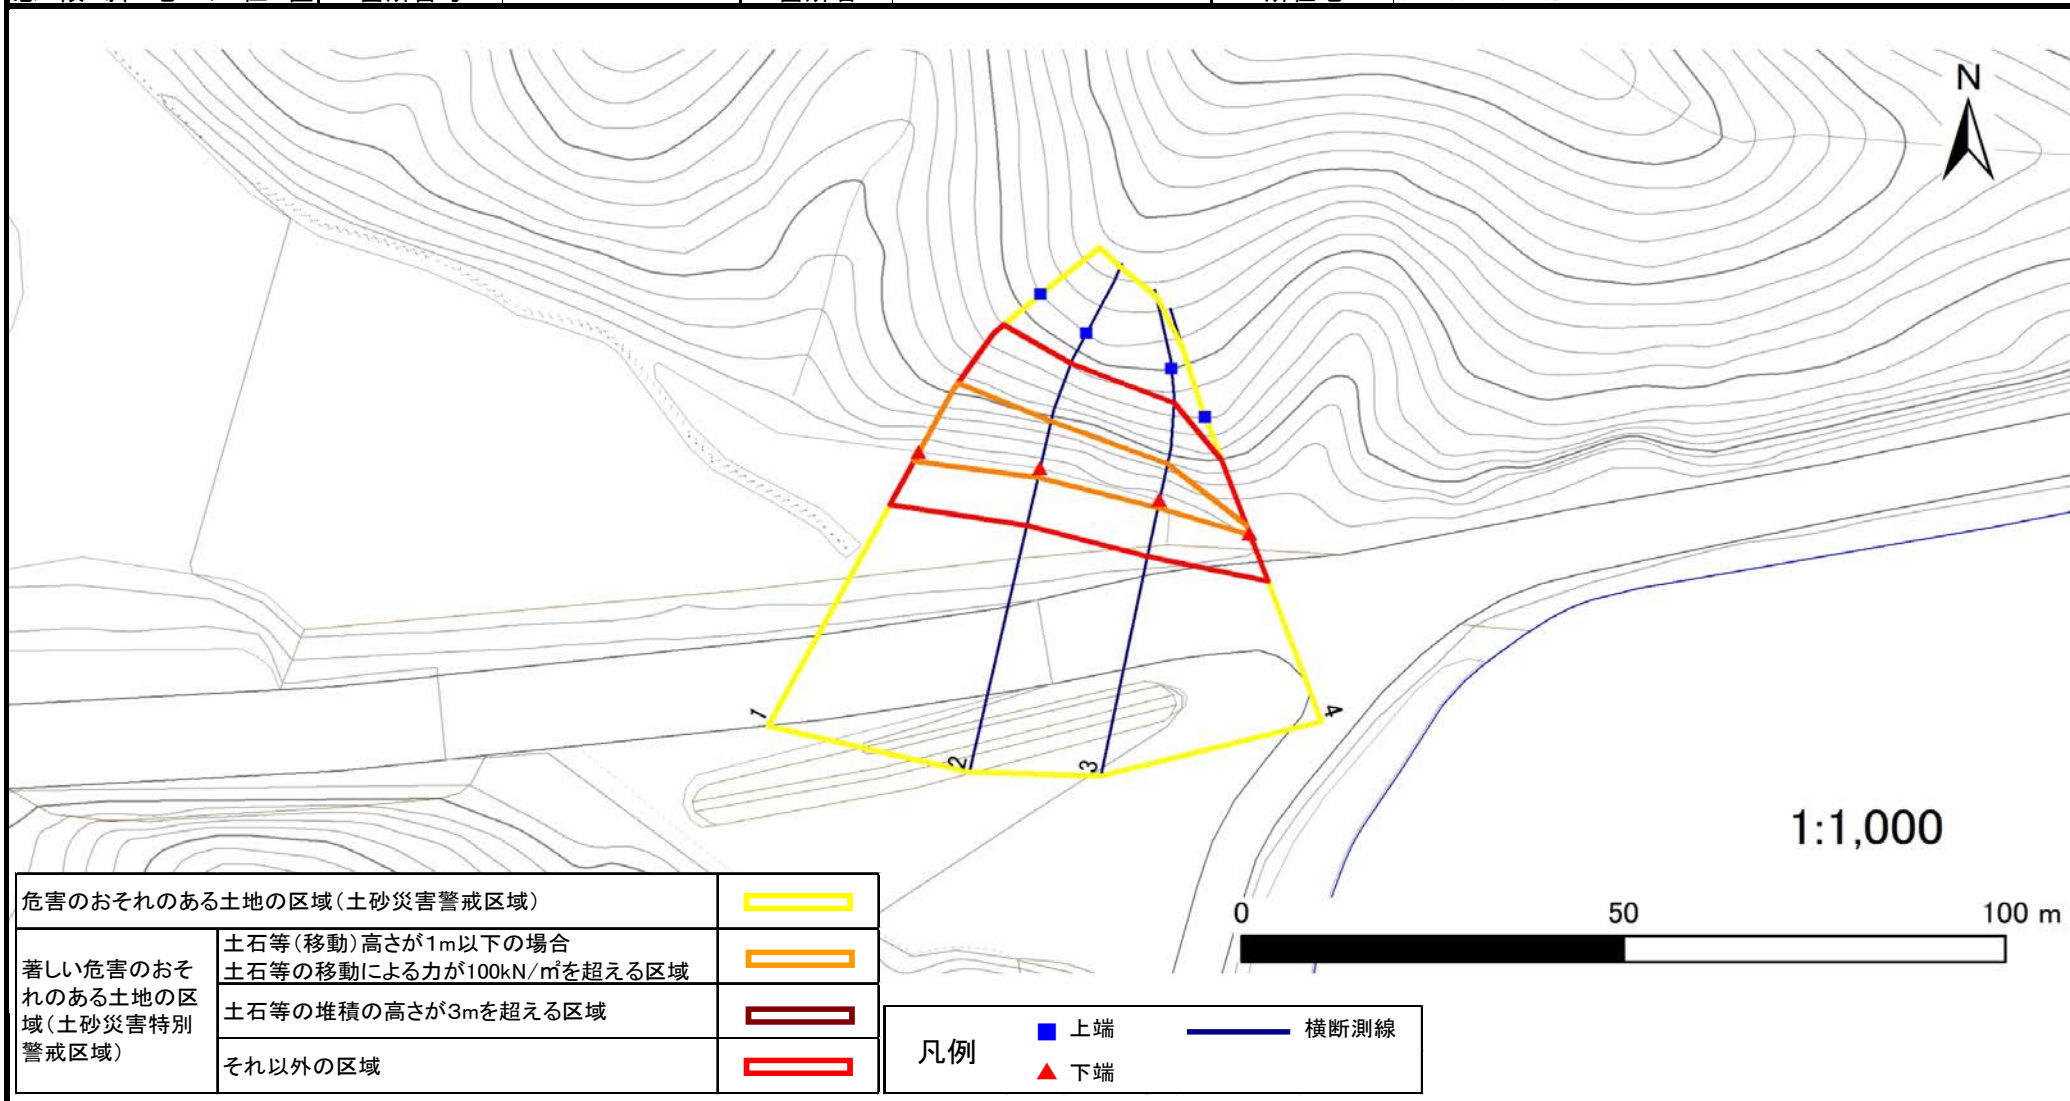 N
1
2
3
4
1:1,000
0 50 100 m
危害のおそれのある土地の区域(土砂災害警戒区域)
著しい危害のおそ
れのある土地の区
域(土砂災害特別
警戒区域)
土石等(移動)高さが1m以下の場合
土石等の移動による力が100kN/㎡を超える区域
土石等の堆積の高さが3mを超える区域
それ以外の区域
凡例
上端
横断測線
下端